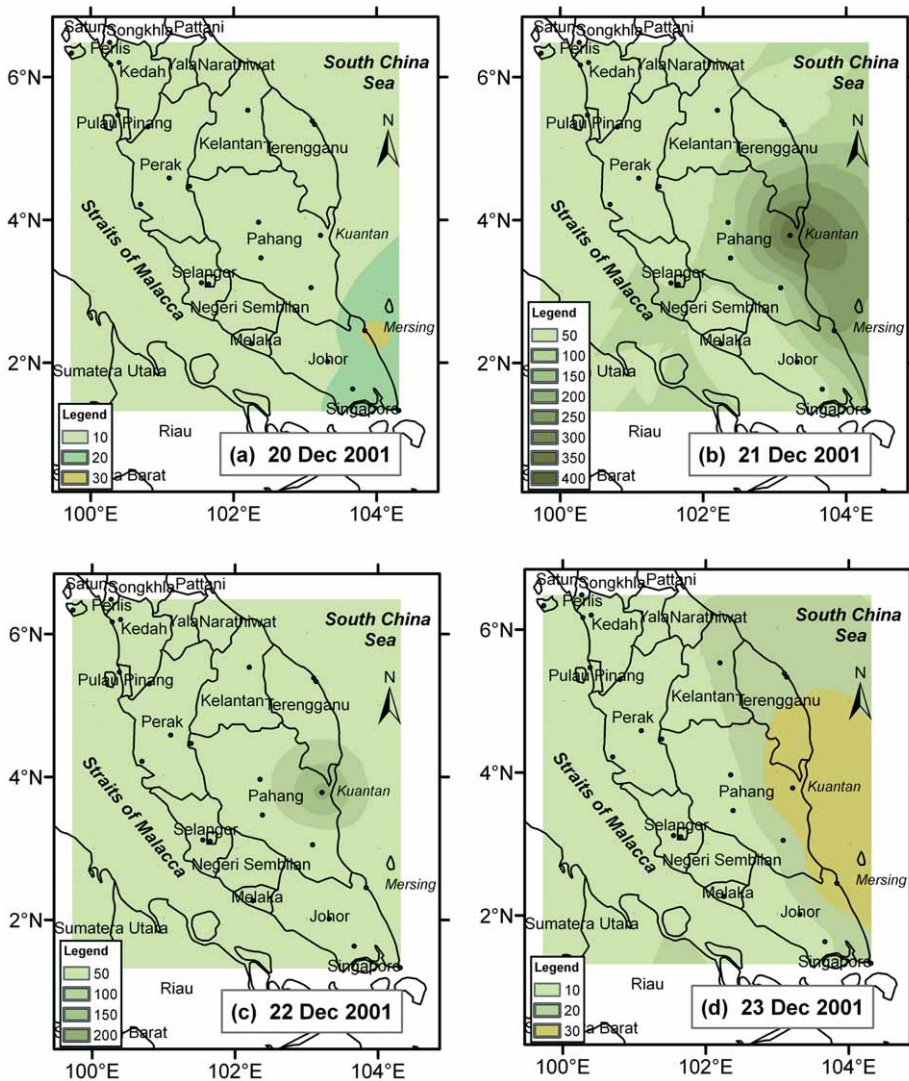 Satun Songkhla Pattani
Perlis
Kedah
Yala Narathiwat
South China
Sea
6°N
Pulau Pinang
Kelantan
Terengganu
N
Perak
4°N
Straits of Malacca
Pahang
Kuantan
Selangor
Negeri Sembilan
Mersing
Melaka
2°N
Johor
Sumatera Utara
Singapore
Legend
10
20
30
Riau
(a) 20 Dec 2001
Barat
100°E
102°E
104°E
Satun Songkhla Pattani
Perlis
Kedah
Yala Narathiwat
South China
Sea
6°N
Pulau Pinang
Kelantan
Terengganu
N
Perak
4°N
Straits of Malacca
Pahang
Kuantan
Selangor
Negeri Sembilan
Mersing
Melaka
2°N
Johor
Sumatera Utara
Singapore
Legend
50
100
150
200
250
300
350
400
Riau
(b) 21 Dec 2001
Barat
100°E
102°E
104°E
Satun Songkhla Pattani
Perlis
Kedah
Yala Narathiwat
South China
Sea
6°N
Pulau Pinang
Kelantan
Terengganu
N
Perak
4°N
Straits of Malacca
Pahang
Kuantan
Selangor
Negeri Sembilan
Mersing
Melaka
2°N
Johor
Sumatera Utara
Singapore
Legend
50
100
150
200
Riau
(c) 22 Dec 2001
Barat
100°E
102°E
104°E
Satun Songkhla Pattani
Perlis
Kedah
Yala Narathiwat
South China
Sea
6°N
Pulau Pinang
Kelantan
Terengganu
N
Perak
4°N
Straits of Malacca
Pahang
Kuantan
Selangor
Negeri Sembilan
Mersing
Melaka
2°N
Johor
Sumatera Utara
Singapore
Legend
10
20
30
Riau
(d) 23 Dec 2001
Barat
100°E
102°E
104°E